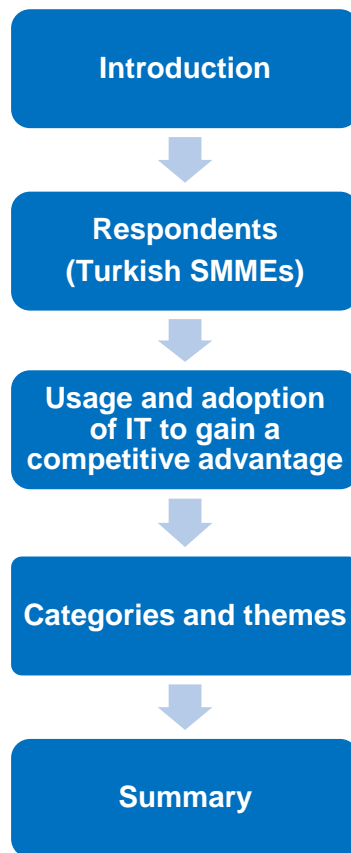 Introduction
Respondents
(Turkish SMMEs)
Usage and adoption
of IT to gain a
competitive advantage
Categories and themes
Summary